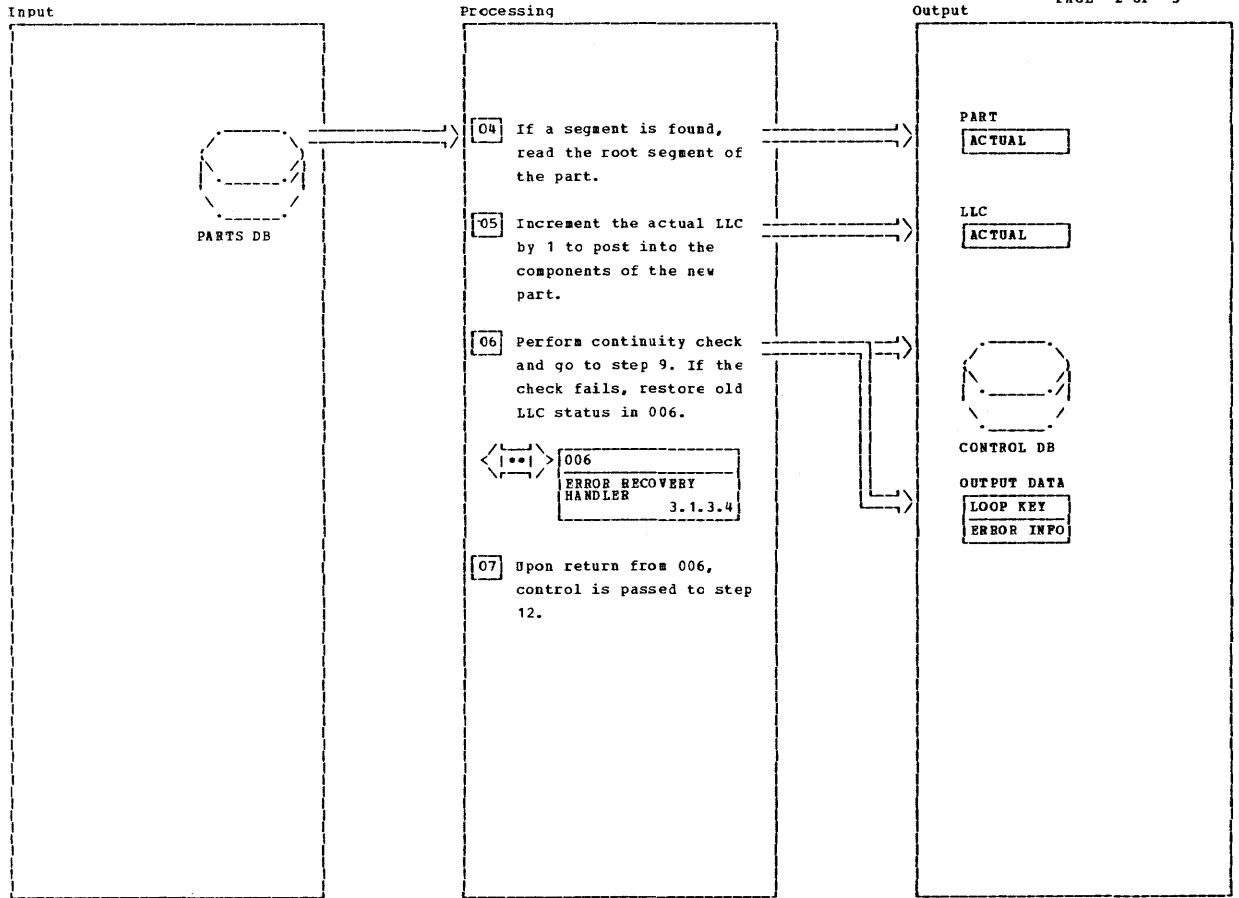 PAGE 2 OF 3
Input
Processing
Output
04 If a segment is found,
read the root segment of
the part.
PART
ACTUAL
PARTS DB
05 Increment the actual LLC
by 1 to post into the
components of the new
part.
LLC
ACTUAL
06 Perform continuity check
and go to step 9. If the
check fails, restore old
LLC status in 006.
CONTROL DB
006
ERROR RECOVERY
HANDLER
3.1.3.4
OUTPUT DATA
LOOP KEY
ERROR INFO
07 Upon return from 006,
control is passed to step
12.